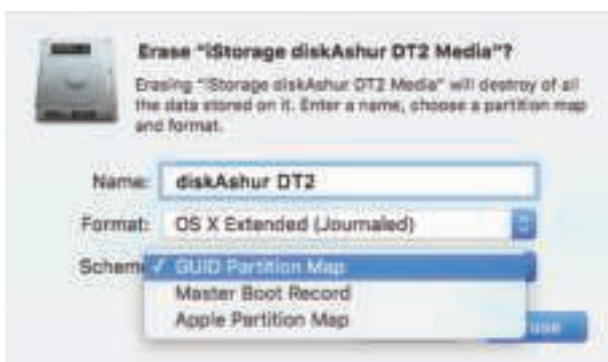 Erase "iStorage diskAshur DT2 Media"?
Erasing "iStorage diskAshur DT2 Media" will destroy of all
the data stored on it. Enter a name, choose a partition map
and format.
Name: diskAshur DT2
Format: OS X Extended (Journaled)
Scheme ✓ GUID Partition Map
Master Boot Record
Apple Partition Map